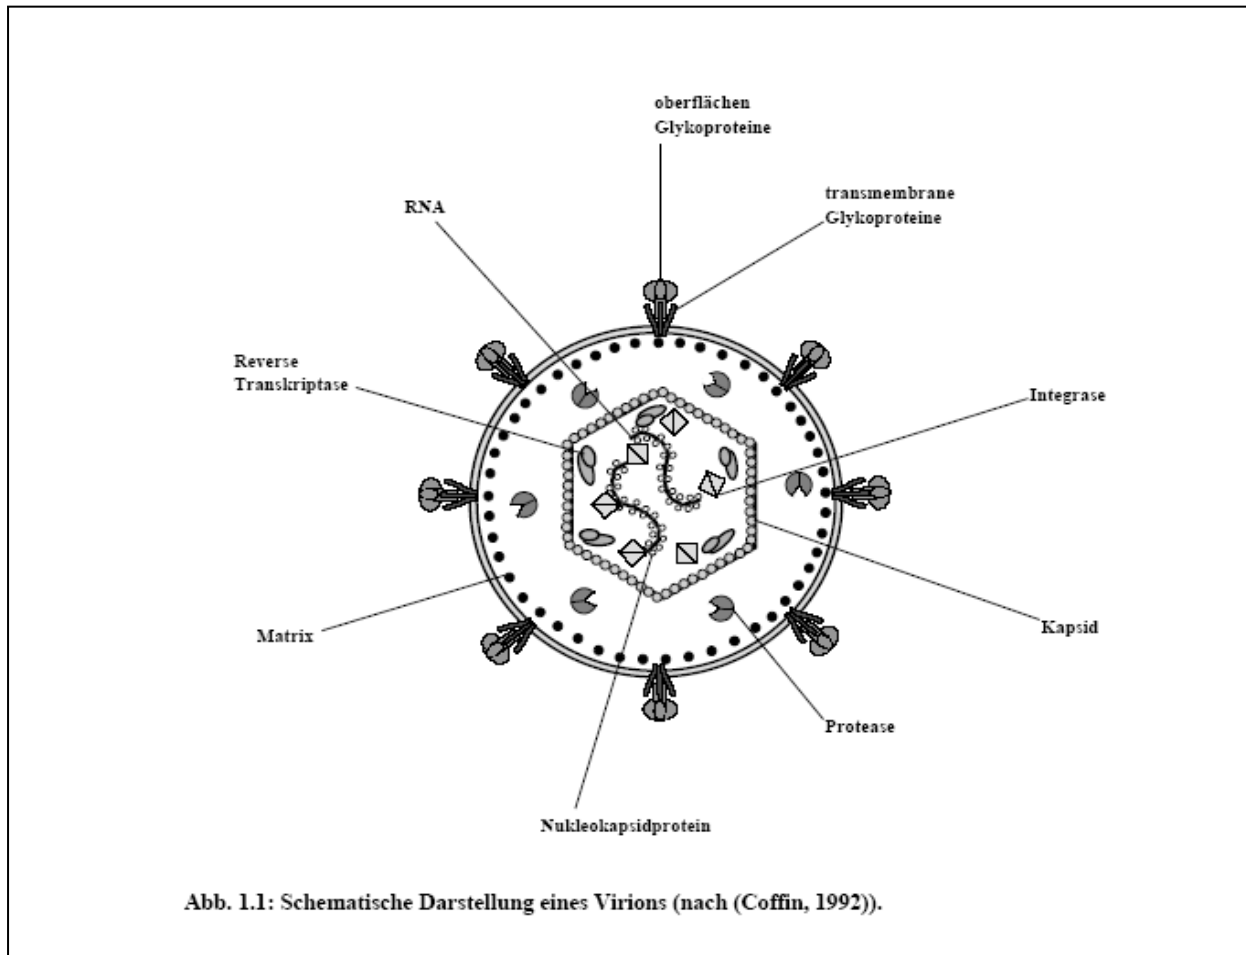 oberflächen
Glykoproteine
transmembrane
Glykoproteine
RNA
Reverse
Transkriptase
Integrase
Matrix
Kapsid
Protease
Nukleokapsidprotein
Abb. 1.1: Schematische Darstellung eines Virions (nach (Coffin, 1992)).